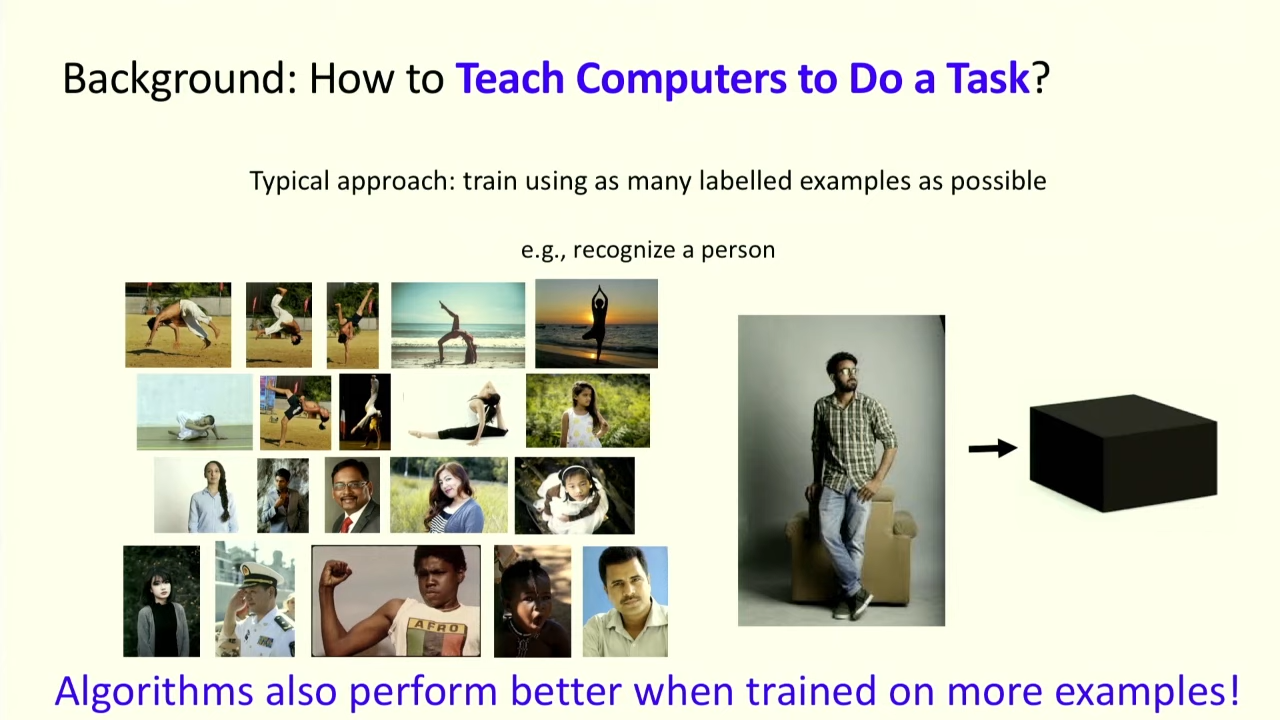 Background: How to Teach Computers to Do a Task?
Typical approach: train using as many labelled examples as possible
e.g., recognize a person
AFRO
Algorithms also perform better when trained on more examples!